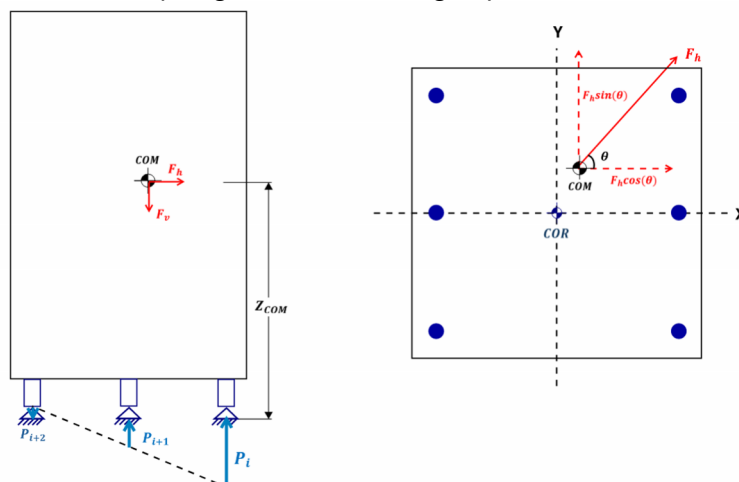 COM
F_h
F_v
Z_COM
P_{i+2}
P_{i+1}
P_i
Y
F_h
F_h sin(θ)
θ
COM
F_h cos(θ)
COR